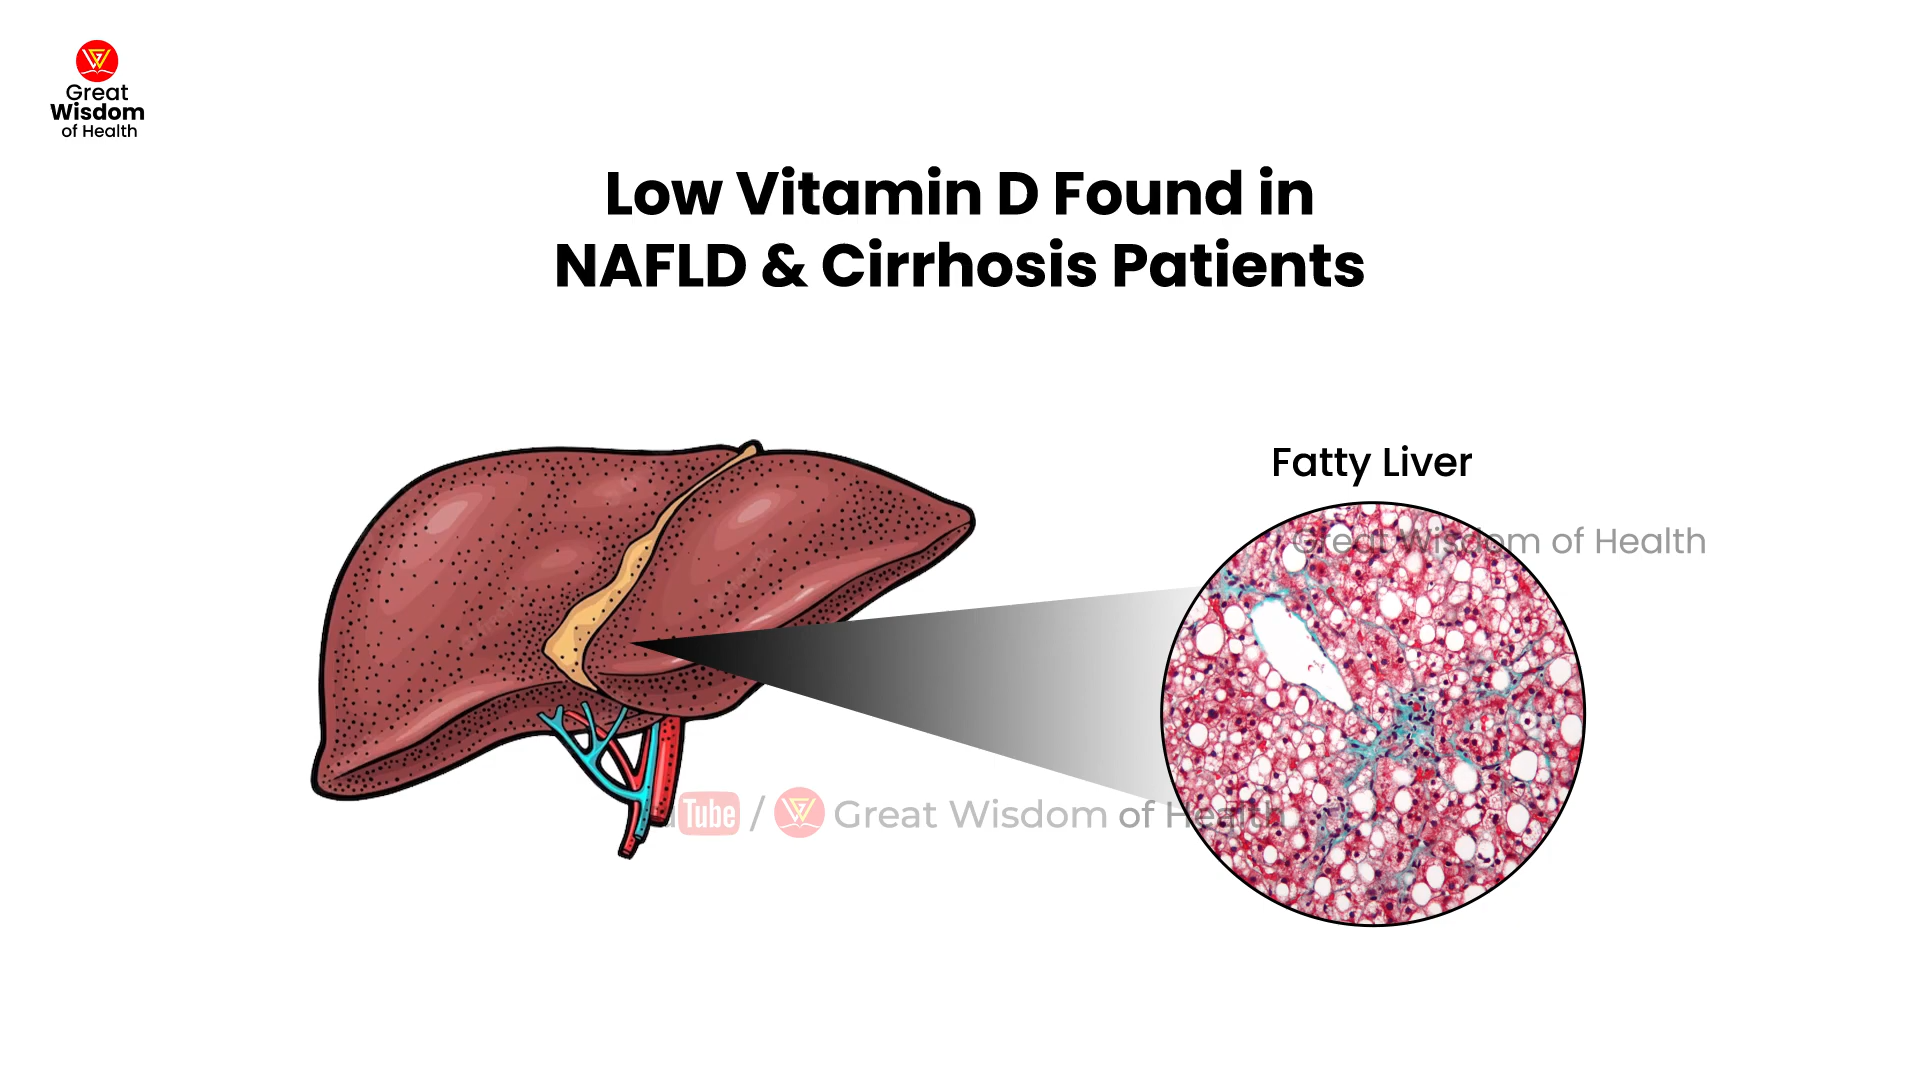 Great
Wisdom
of Health
Low Vitamin D Found in
NAFLD & Cirrhosis Patients
Fatty Liver
Great Wisdom of Health
Tube / Great Wisdom of Health